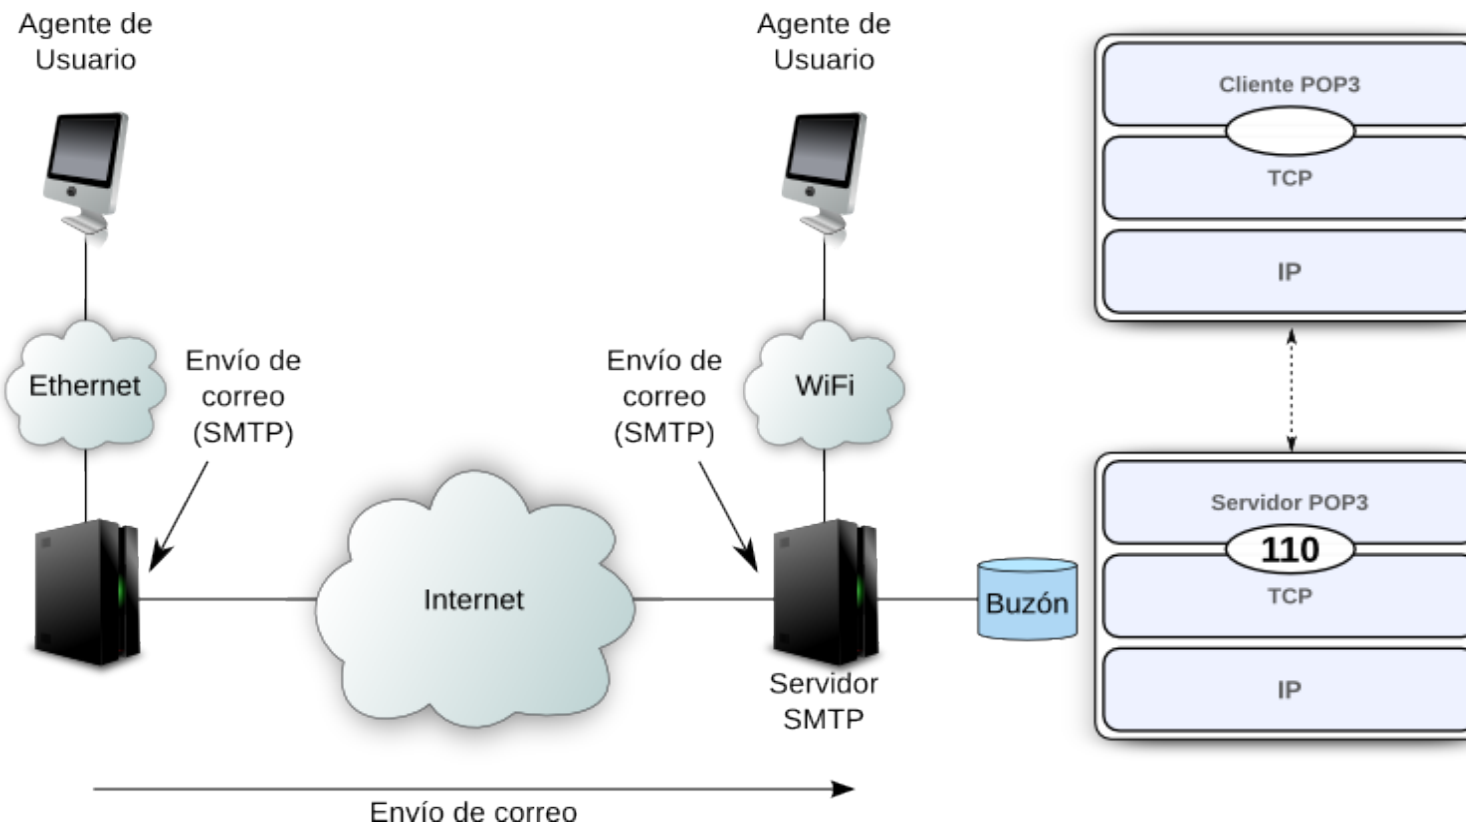 Agente de
Usuario
Agente de
Usuario
Cliente POP3
TCP
IP
Ethernet
Envío de
correo
(SMTP)
Envío de
correo
(SMTP)
WiFi
Internet
Buzón
Servidor
SMTP
Servidor POP3
110
TCP
IP
Envío de correo